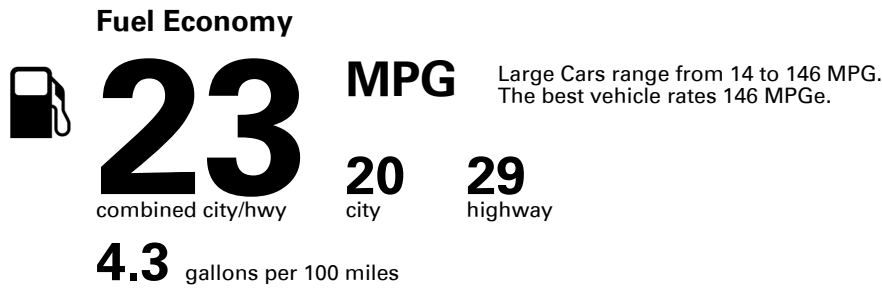 Fuel Economy
23
MPG
Large Cars range from 14 to 146 MPG.
The best vehicle rates 146 MPGe.
combined city/hwy
20
city
29
highway
4.3 gallons per 100 miles